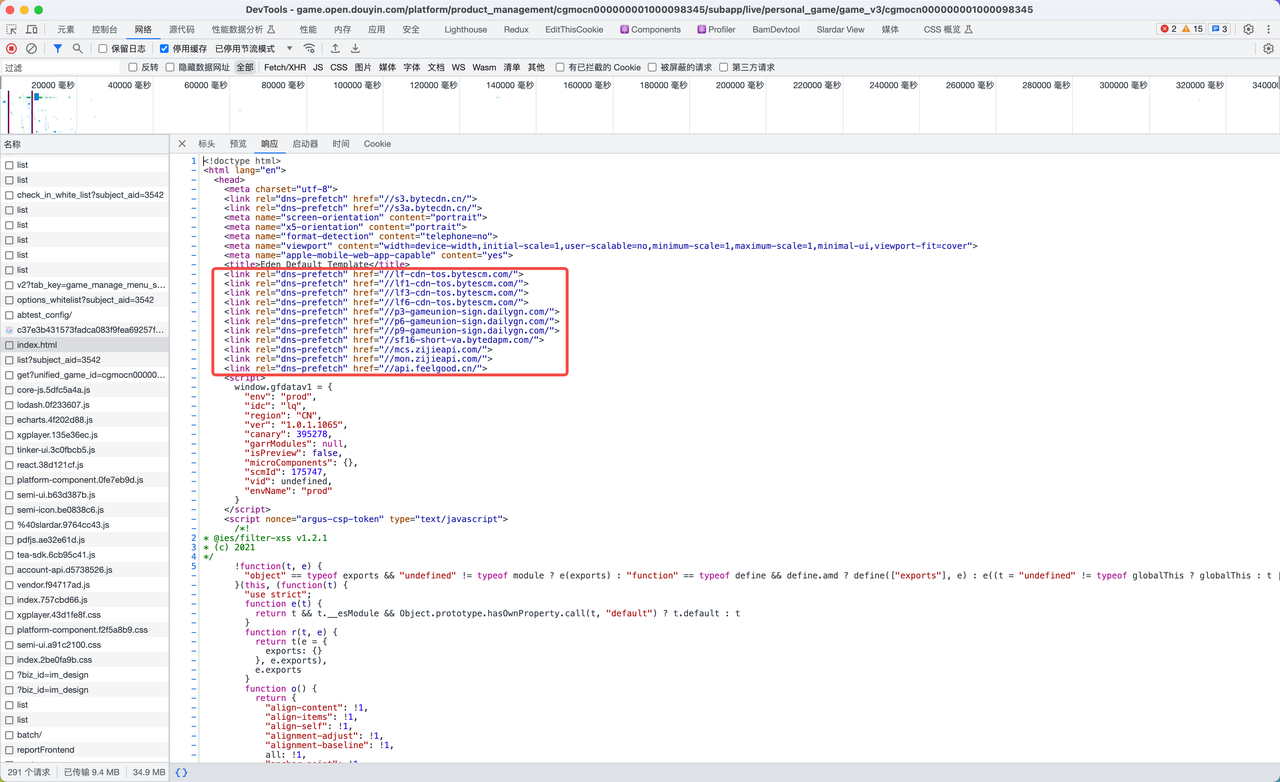 DevTools - game.open.douyin.com/platform/product_management/cgmocn000000001000098345/subapp/live/personal_game/game_v3/cgmocn000000001000098345
元素 控制台 网络 源代码 性能数据分析 性能 内存 应用 安全 Lighthouse Redux EditThisCookie Components Profiler BamDevtool Slardar View 媒体 CSS 概览 2 15 3
保留日志 停用缓存 已停用节流模式
过滤 反转 隐藏数据网址 全部 Fetch/XHR JS CSS 图片 媒体 字体 文档 WS Wasm 清单 其他 有已拦截的 Cookie 被屏蔽的请求 第三方请求
20000 毫秒 40000 毫秒 60000 毫秒 80000 毫秒 100000 毫秒 120000 毫秒 140000 毫秒 160000 毫秒 180000 毫秒 200000 毫秒 220000 毫秒 240000 毫秒 260000 毫秒 280000 毫秒 300000 毫秒 320000 毫秒 340000
名称
list
list
check_in_white_list?subject_aid=3542
list
list
list
list
list
v2?tab_key=game_manage_menu_s...
options_whitelist?subject_aid=3542
abtest_config/
c37e3b431573fadca083f9fea69257f...
index.html
list?subject_aid=3542
get?unified_game_id=cgmocn00000...
core-js.5dfc5a4a.js
lodash.0f233607.js
echarts.4f202d88.js
xgplayer.135e36ec.js
tinker-ui.3c0fbcb5.js
react.38d121cf.js
platform-component.0fe7eb9d.js
semi-ui.b63d387b.js
semi-icon.be0838c6.js
%40slardar.9764cc43.js
pdfjs.ae32e61d.js
tea-sdk.6cb95c41.js
account-api.d5738526.js
vendor.f94717ad.js
index.757cbd66.js
xgplayer.43d1fe8f.css
platform-component.f2f5a8b9.css
semi-ui.a91c2100.css
index.2be0fa9b.css
?biz_id=im_design
?biz_id=im_design
list
list
batch/
reportFrontend
291 个请求 已传输 9.4 MB 34.9 MB
标头 预览 响应 启动器 时间 Cookie
1 <!doctype html>
<html lang="en">
<head>
<meta charset="utf-8">
<link rel="dns-prefetch" href="//s3.bytecdn.cn/">
<link rel="dns-prefetch" href="//s3a.bytecdn.cn/">
<meta name="screen-orientation" content="portrait">
<meta name="x5-orientation" content="portrait">
<meta name="format-detection" content="telephone=no">
<meta name="viewport" content="width=device-width,initial-scale=1,user-scalable=no,minimum-scale=1,maximum-scale=1,minimal-ui,viewport-fit=cover">
<meta name="apple-mobile-web-app-capable" content="yes">
<title>Eden Default Template</title>
<link rel="dns-prefetch" href="//lf-cdn-tos.bytescm.com/">
<link rel="dns-prefetch" href="//lf1-cdn-tos.bytescm.com/">
<link rel="dns-prefetch" href="//lf3-cdn-tos.bytescm.com/">
<link rel="dns-prefetch" href="//lf6-cdn-tos.bytescm.com/">
<link rel="dns-prefetch" href="//p3-gameunion-sign.dailygn.com/">
<link rel="dns-prefetch" href="//p6-gameunion-sign.dailygn.com/">
<link rel="dns-prefetch" href="//p9-gameunion-sign.dailygn.com/">
<link rel="dns-prefetch" href="//sf16-short-va.bytedapm.com/">
<link rel="dns-prefetch" href="//mcs.zijieapi.com/">
<link rel="dns-prefetch" href="//mon.zijieapi.com/">
<link rel="dns-prefetch" href="//api.feelgood.cn/">
<script>
window.gfdatav1 = {
"env": "prod",
"idc": "lq",
"region": "CN",
"ver": "1.0.1.1065",
"canary": 395278,
"garrModules": null,
"isPreview": false,
"microComponents": {},
"scmId": 175747,
"vid": undefined,
"envName": "prod"
}
</script>
<script nonce="argus-csp-token" type="text/javascript">
/*!
2 * @ies/filter-xss v1.2.1
3 * (c) 2021
4 */
5 !function(t, e) {
"object" == typeof exports && "undefined" != typeof module ? e(exports) : "function" == typeof define && define.amd ? define(["exports"], e) : e((t = "undefined" != typeof globalThis ? globalThis : t |
}(this, (function(t) {
"use strict";
function e(t) {
return t && t.__esModule && Object.prototype.hasOwnProperty.call(t, "default") ? t.default : t
}
function r(t, e) {
return t(e = {
exports: {}
}, e.exports),
e.exports
}
function o() {
return {
"align-content": !1,
"align-items": !1,
"align-self": !1,
"alignment-adjust": !1,
"alignment-baseline": !1,
all: !1,
{}